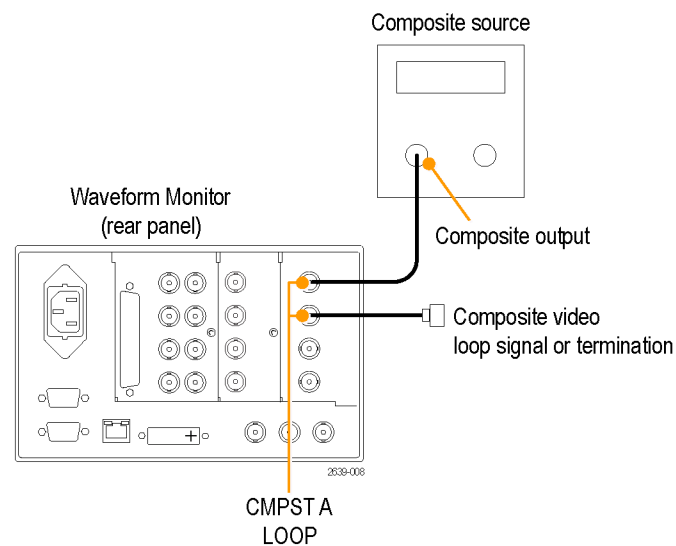 Composite source
Waveform Monitor
(rear panel)
Composite output
Composite video
loop signal or termination
2639-008
CMPST A
LOOP